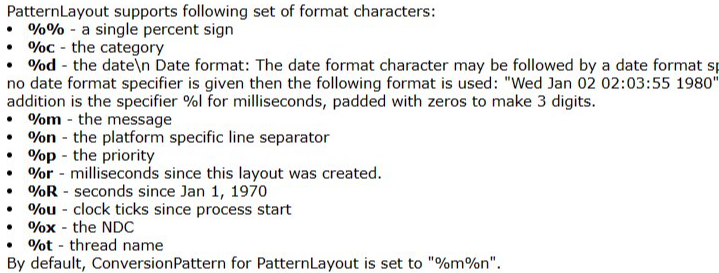 PatternLayout supports following set of format characters:
• %% - a single percent sign
• %c - the category
• %d - the date\n Date format: The date format character may be followed by a date format
no date format specifier is given then the following format is used: "Wed Jan 02 02:03:55 1980"
addition is the specifier %l for milliseconds, padded with zeros to make 3 digits.
• %m - the message
• %n - the platform specific line separator
• %p - the priority
• %r - milliseconds since this layout was created.
• %R - seconds since Jan 1, 1970
• %u - clock ticks since process start
• %x - the NDC
• %t - thread name
By default, ConversionPattern for PatternLayout is set to "%m%n".